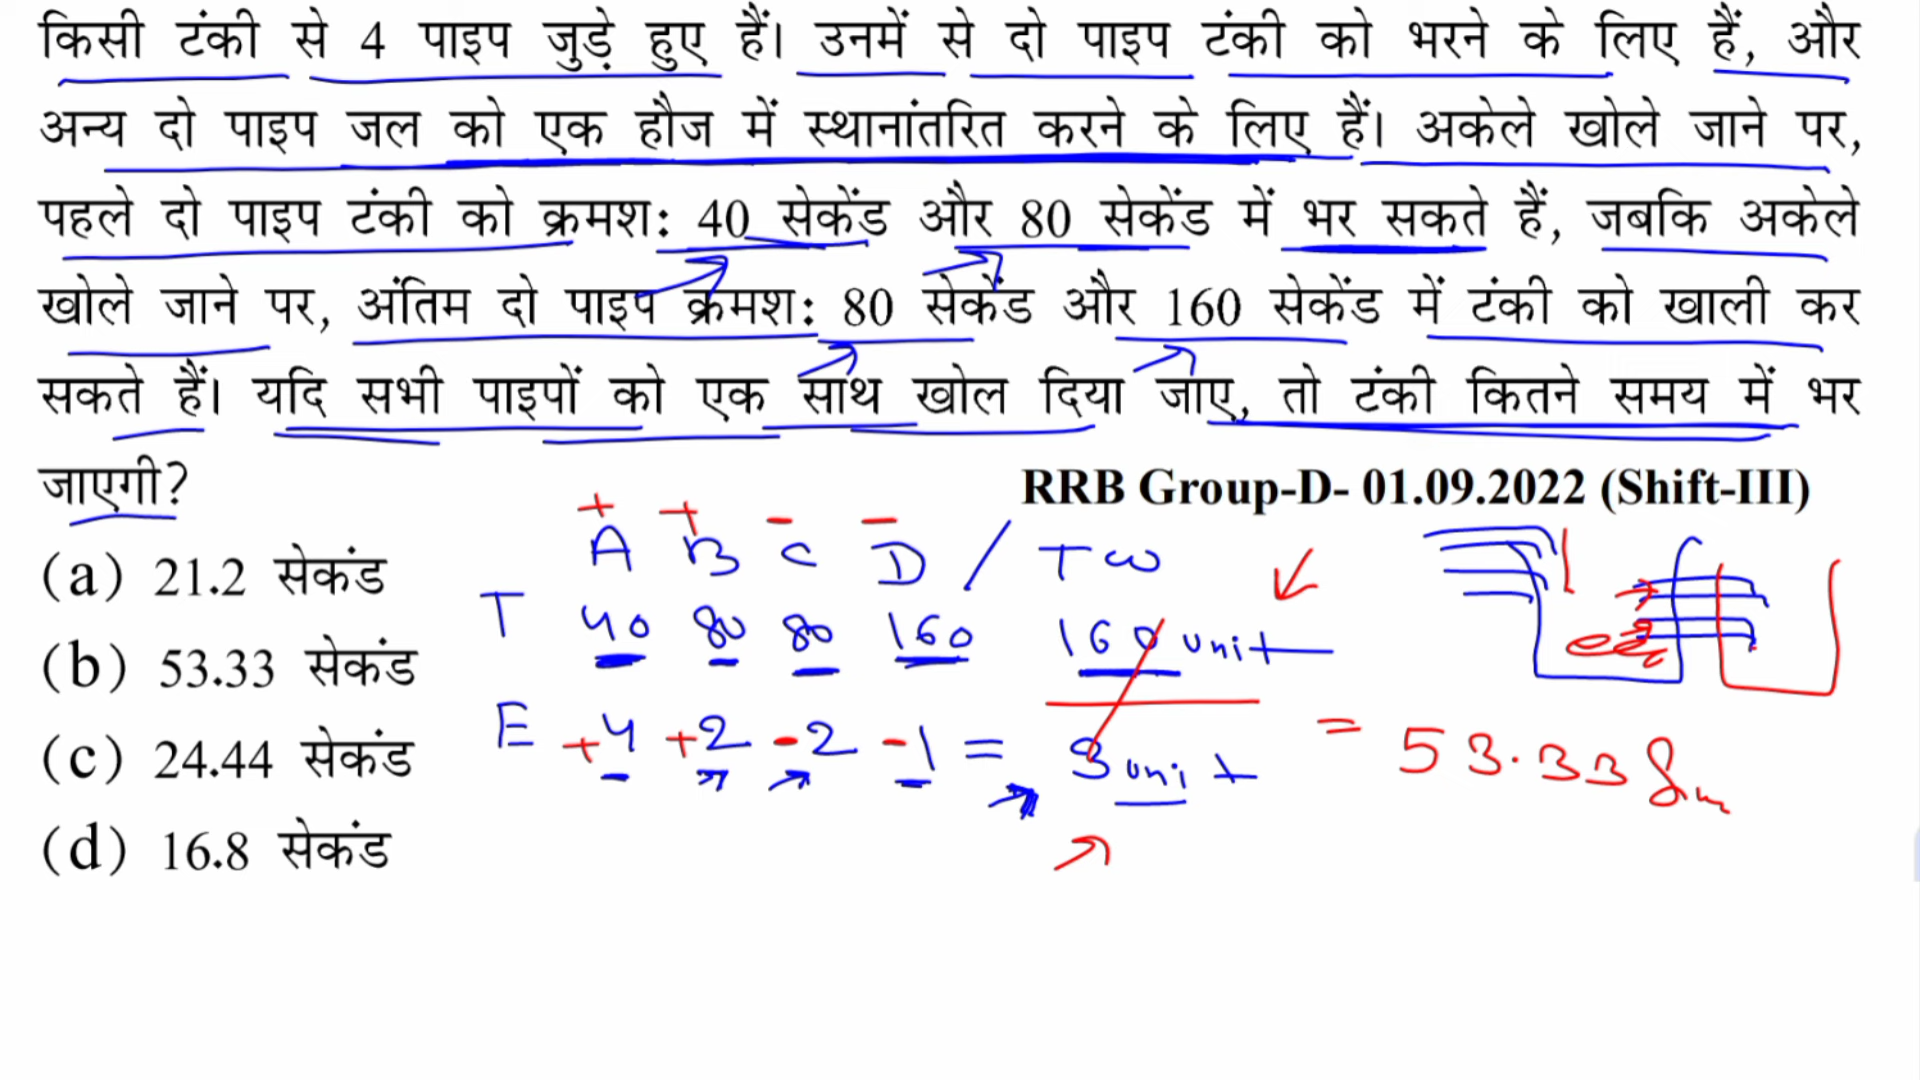 किसी टंकी से 4 पाइप जुड़े हुए हैं। उनमें से दो पाइप टंकी को भरने के लिए हैं, और
अन्य दो पाइप जल को एक हौज में स्थानांतरित करने के लिए हैं। अकेले खोले जाने पर,
पहले दो पाइप टंकी को क्रमश: 40 सेकेंड और 80 सेकेंड में भर सकते हैं, जबकि अकेले
खोले जाने पर, अंतिम दो पाइप क्रमश: 80 सेकेंड और 160 सेकेंड में टंकी को खाली कर
सकते हैं। यदि सभी पाइपों को एक साथ खोल दिया जाए, तो टंकी कितने समय में भर
जाएगी?
RRB Group-D- 01.09.2022 (Shift-III)
+ + - -
A B C D / TW
(a) 21.2 सेकंड
T 40 80 80 160 160 unit
(b) 53.33 सेकंड
E +4 +2 -2 -1 = 3 unit = 53.33
(c) 24.44 सेकंड
(d) 16.8 सेकंड